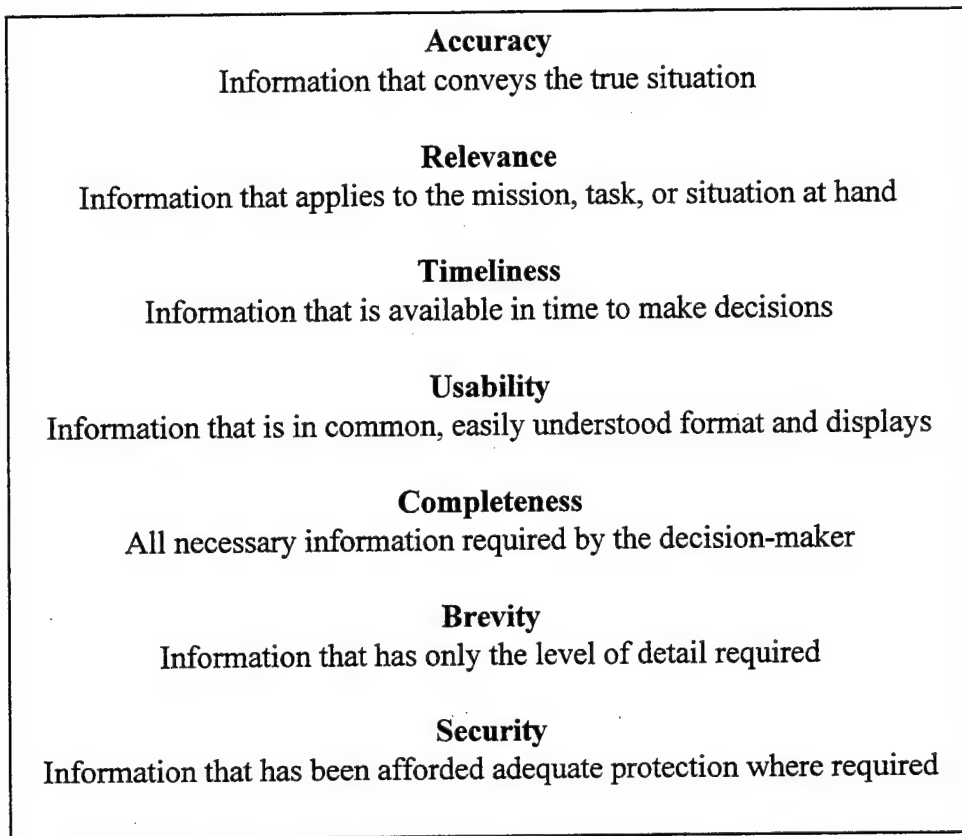 Accuracy
Information that conveys the true situation
Relevance
Information that applies to the mission, task, or situation at hand
Timeliness
Information that is available in time to make decisions
Usability
Information that is in common, easily understood format and displays
Completeness
All necessary information required by the decision-maker
Brevity
Information that has only the level of detail required
Security
Information that has been afforded adequate protection where required